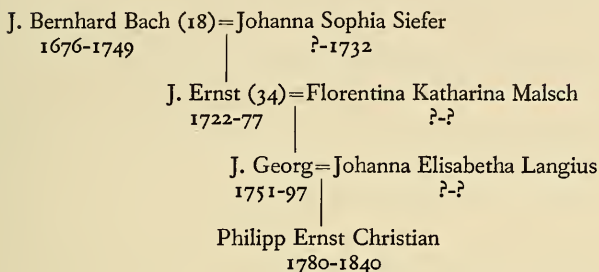 J. Bernhard Bach (18)=Johanna Sophia Siefer
1676-1749 ?-1732
J. Ernst (34)=Florentina Katharina Malsch
1722-77 ?-?
J. Georg=Johanna Elisabetha Langius
1751-97 ?-?
Philipp Ernst Christian
1780-1840